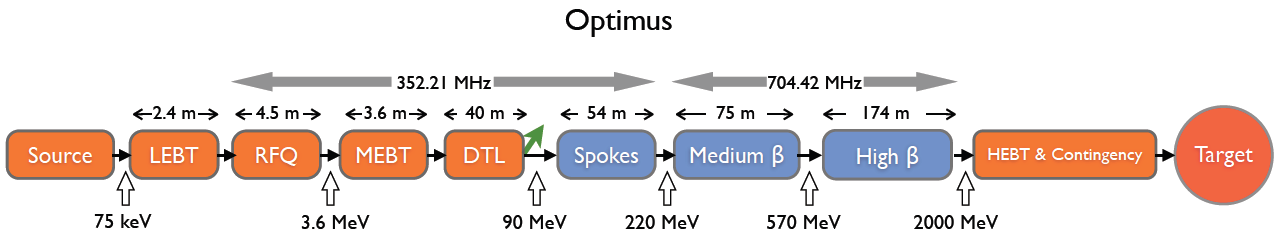 Optimus
352.21 MHz 704.42 MHz
2.4 m 4.5 m 3.6 m 40 m 54 m 75 m 174 m
Source LEBT RFQ MEBT DTL Spokes Medium β High β HEBT & Contingency Target
75 keV 3.6 MeV 90 MeV 220 MeV 570 MeV 2000 MeV